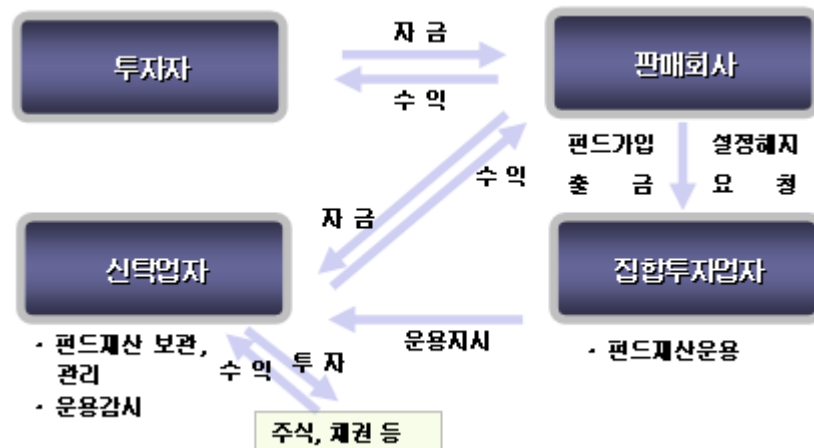 자 금
투자자
판매회사
수 익
펀드가입 설정해지
수 익
출 금 요 청
자 금
신탁업자
집합투자업자
운용지시
· 펀드재산 보관,
관리
· 운용감시
수 익
투 자
· 펀드재산운용
주식, 채권 등